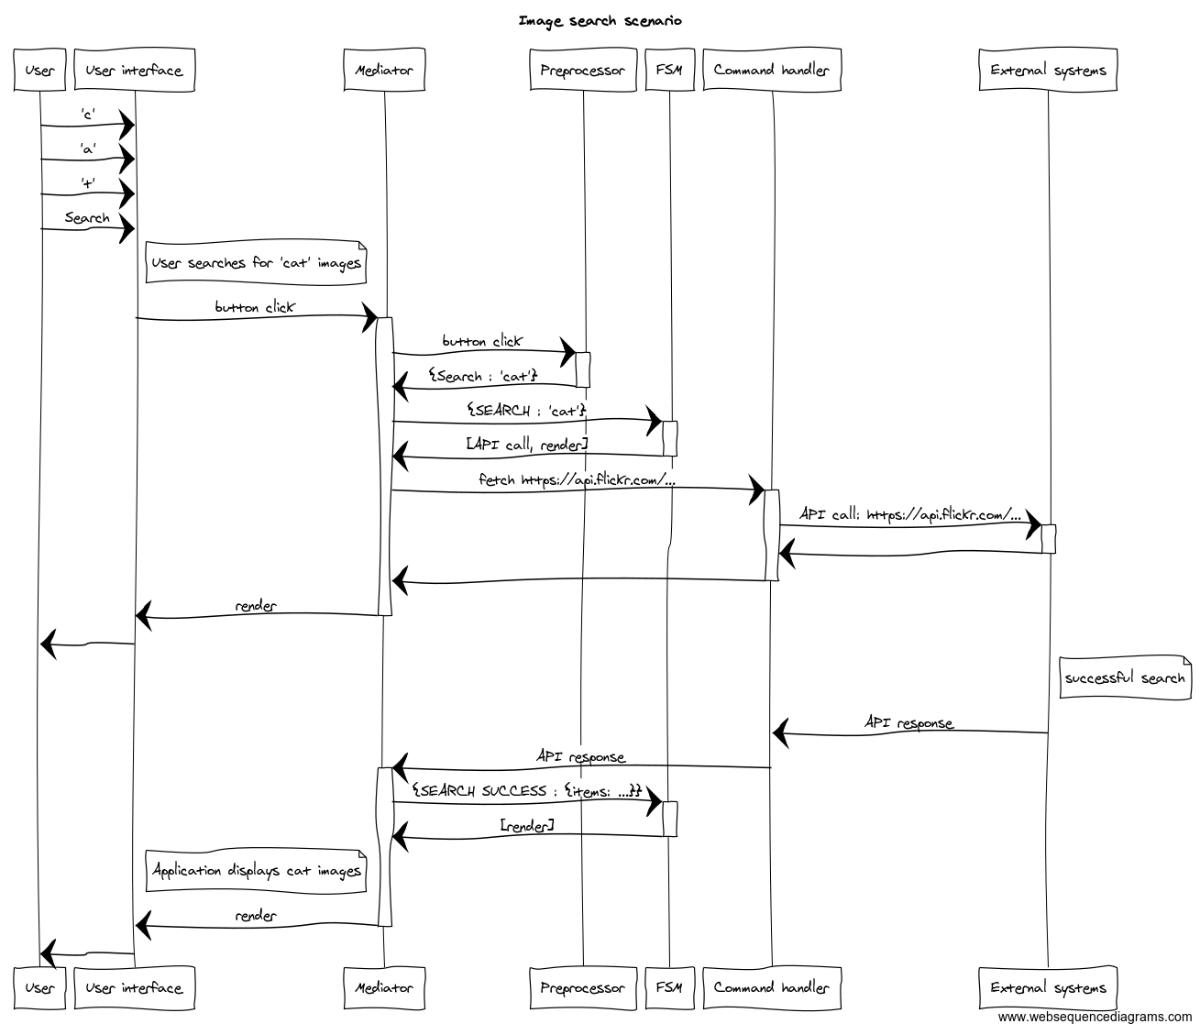 Image search scenario
User
User interface
Mediator
Preprocessor
FSM
Command handler
External systems
'c'
'a'
't'
Search
User searches for 'cat' images
button click
button click
{Search : 'cat'}
{SEARCH : 'cat'}
[API call, render]
fetch https://api.flickr.com/...
API call: https://api.flickr.com/...
render
successful search
API response
API response
{SEARCH SUCCESS : {items: ...}}
[render]
Application displays cat images
render
User
User interface
Mediator
Preprocessor
FSM
Command handler
External systems
www.websequencediagrams.com